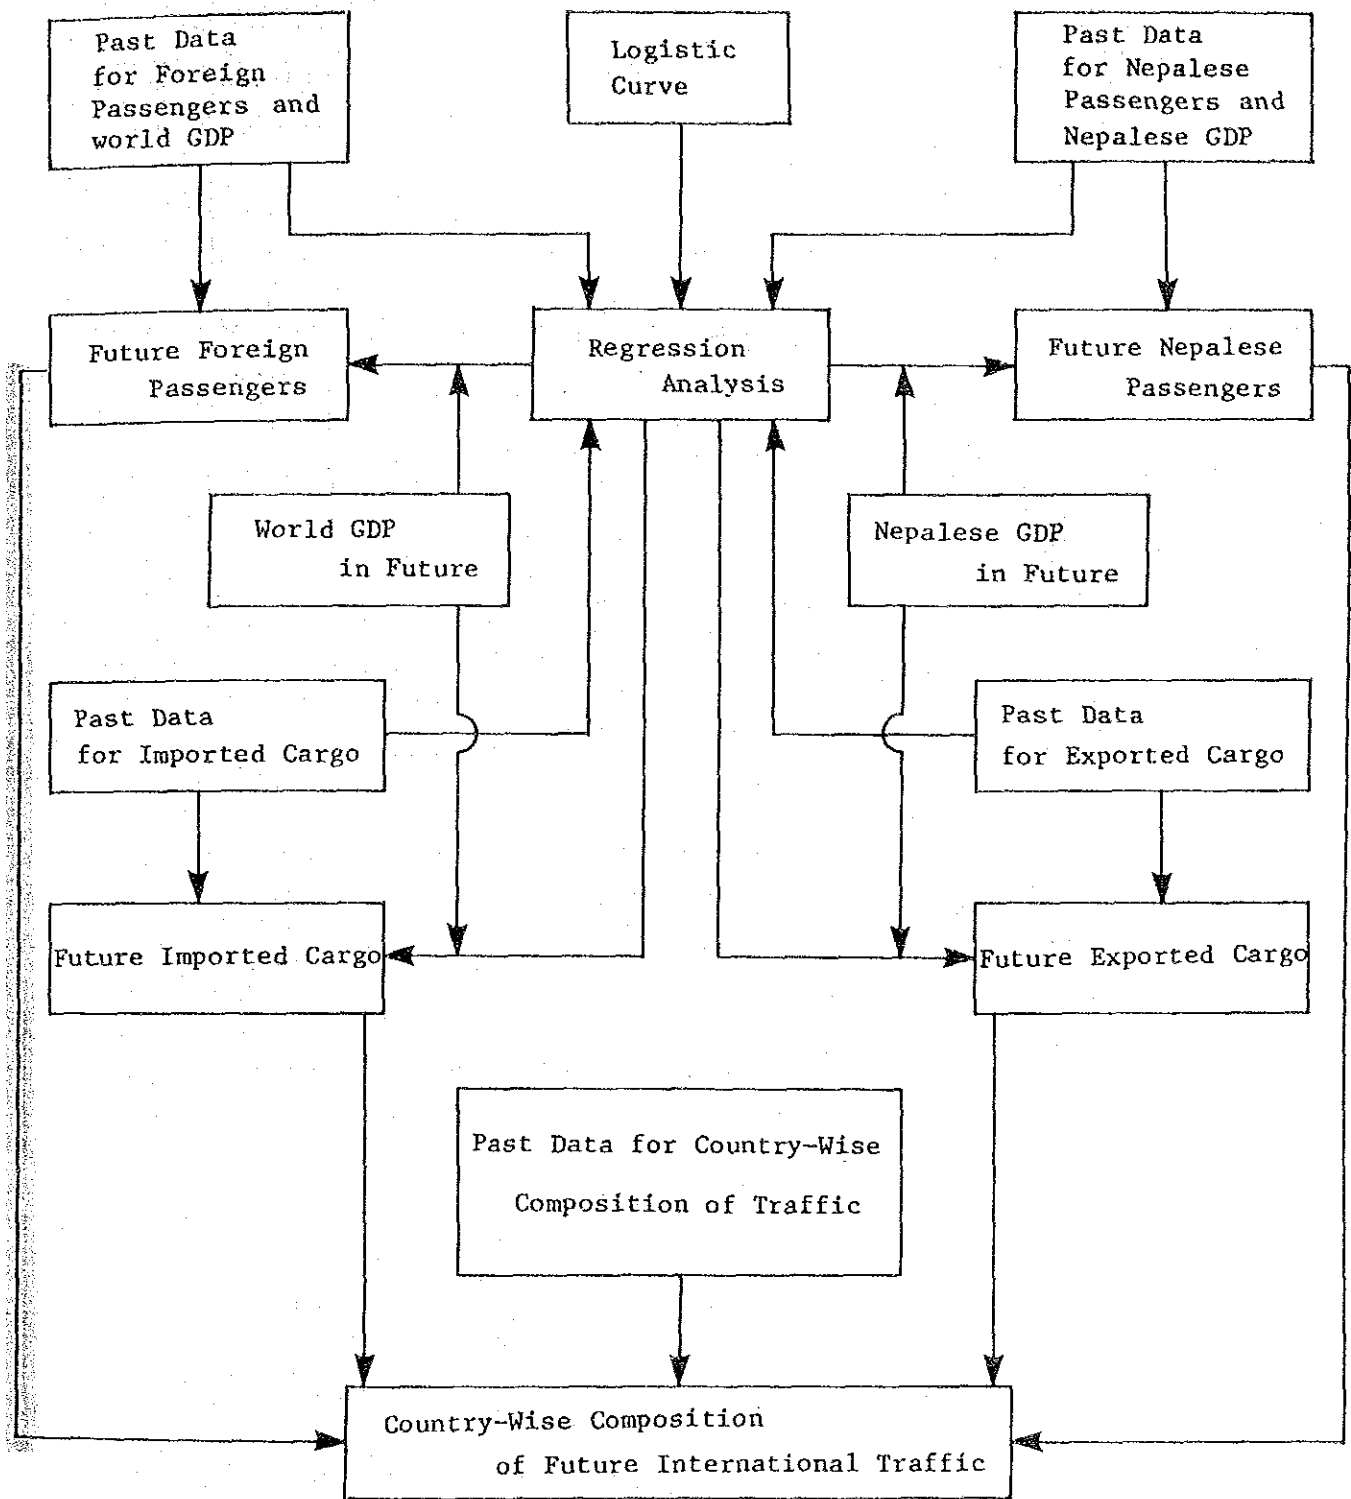 Past Data
for Foreign
Passengers and
world GDP
Logistic
Curve
Past Data
for Nepalese
Passengers and
Nepalese GDP
Future Foreign
Passengers
Regression
Analysis
Future Nepalese
Passengers
World GDP
in Future
Nepalese GDP
in Future
Past Data
for Imported Cargo
Past Data
for Exported Cargo
Future Imported Cargo
Future Exported Cargo
Past Data for Country-Wise
Composition of Traffic
Country-Wise Composition
of Future International Traffic